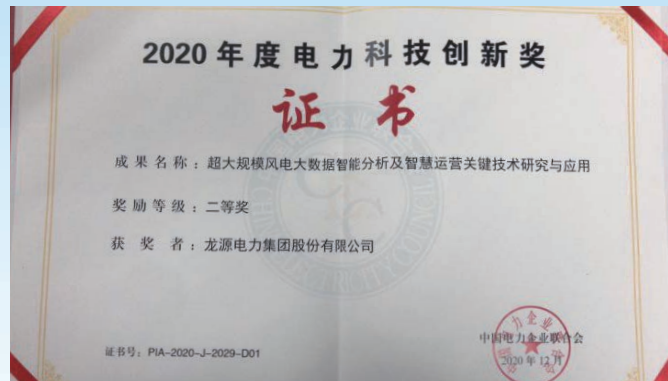 2020年度电力科技创新奖
证书
成果名称：超大规模风电大数据智能分析及智慧运营关键技术研究与应用
奖励等级：二等奖
获奖者：龙源电力集团股份有限公司
中国电力企业联合会
证书号：PIA-2020-J-2029-D01
2020年12月